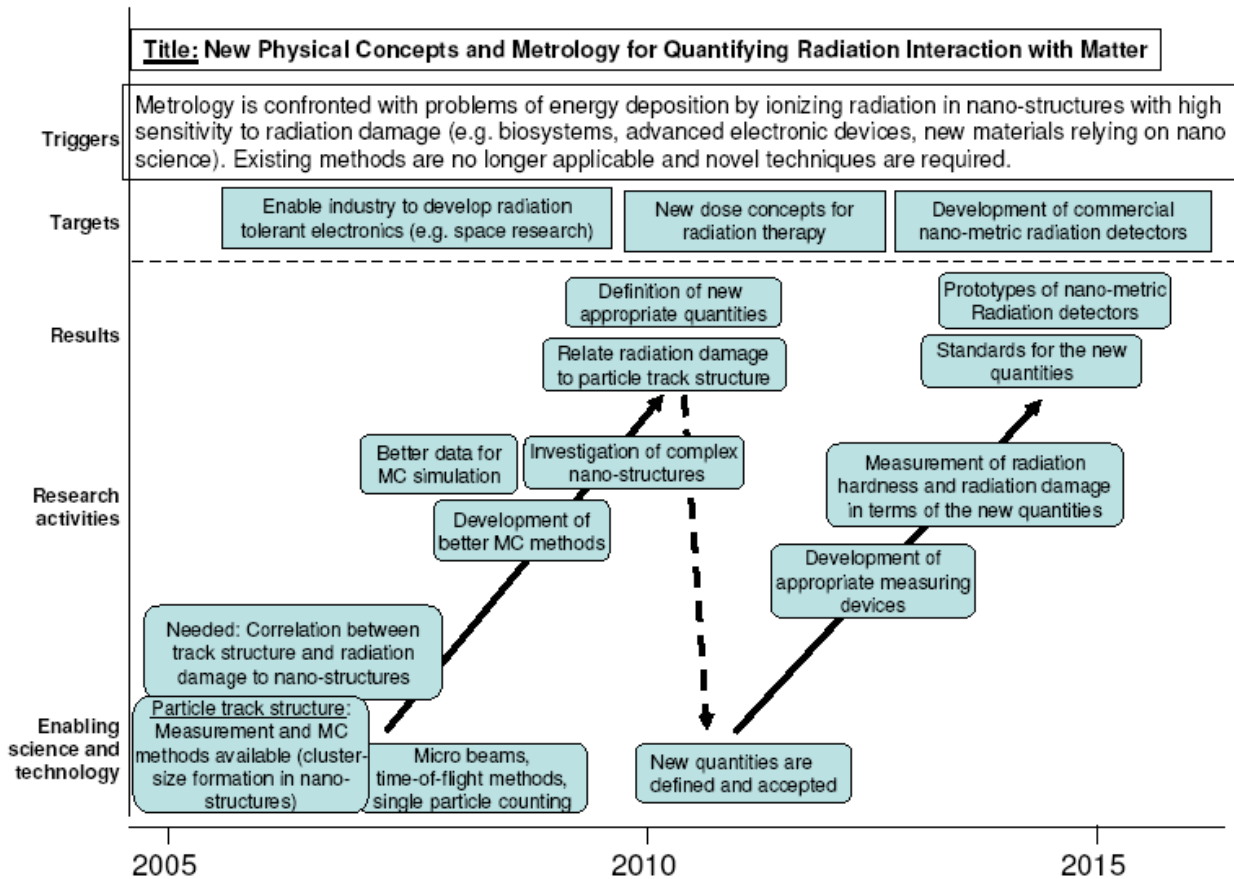 Title: New Physical Concepts and Metrology for Quantifying Radiation Interaction with Matter
Triggers
Metrology is confronted with problems of energy deposition by ionizing radiation in nano-structures with high
sensitivity to radiation damage (e.g. biosystems, advanced electronic devices, new materials relying on nano
science). Existing methods are no longer applicable and novel techniques are required.
Targets
Enable industry to develop radiation
tolerant electronics (e.g. space research)
New dose concepts for
radiation therapy
Development of commercial
nano-metric radiation detectors
Results
Definition of new
appropriate quantities
Prototypes of nano-metric
Radiation detectors
Relate radiation damage
to particle track structure
Standards for the new
quantities
Research
activities
Better data for
MC simulation
Investigation of complex
nano-structures
Measurement of radiation
hardness and radiation damage
in terms of the new quantities
Development of
better MC methods
Development of
appropriate measuring
devices
Needed: Correlation between
track structure and radiation
damage to nano-structures
Enabling
science and
technology
Particle track structure:
Measurement and MC
methods available (cluster-
size formation in nano-
structures)
Micro beams,
time-of-flight methods,
single particle counting
New quantities are
defined and accepted
2005
2010
2015